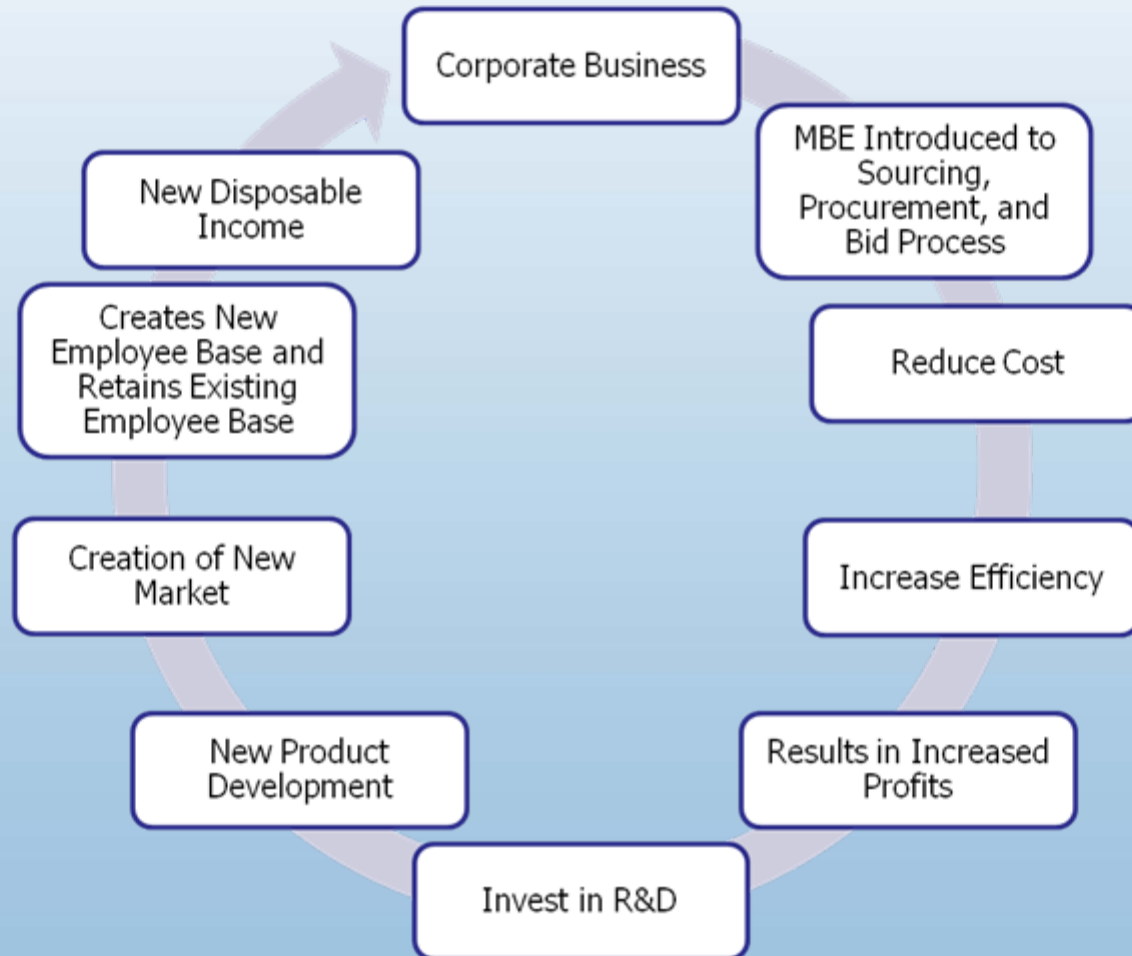 Corporate Business
MBE Introduced to
Sourcing,
Procurement, and
Bid Process
Reduce Cost
Increase Efficiency
Results in Increased
Profits
Invest in R&D
New Product
Development
Creation of New
Market
Creates New
Employee Base and
Retains Existing
Employee Base
New Disposable
Income